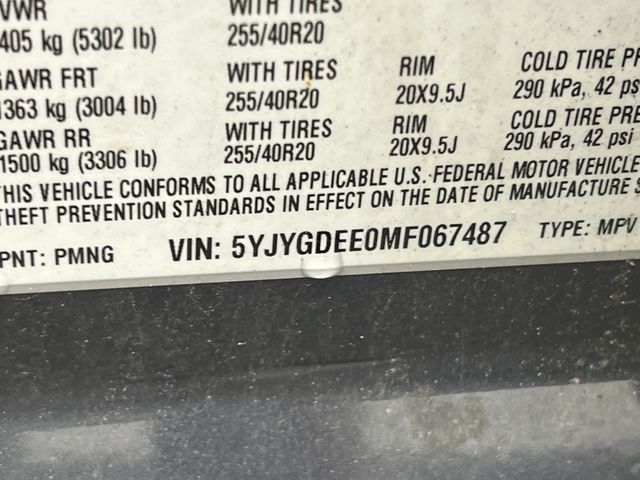 VWR WITH TIRES
405 kg (5302 lb) 255/40R20
GAWR FRT WITH TIRES RIM COLD TIRE PR
1363 kg (3004 lb) 255/40R20 20X9.5J 290 kPa, 42 psi
GAWR RR WITH TIRES RIM COLD TIRE PRE
1500 kg (3306 lb) 255/40R20 20X9.5J 290 kPa, 42 psi
THIS VEHICLE CONFORMS TO ALL APPLICABLE U.S. FEDERAL MOTOR VEHICLE
THEFT PREVENTION STANDARDS IN EFFECT ON THE DATE OF MANUFACTURE S
PNT: PMNG VIN: 5YJYGDEE0MF067487 TYPE: MPV